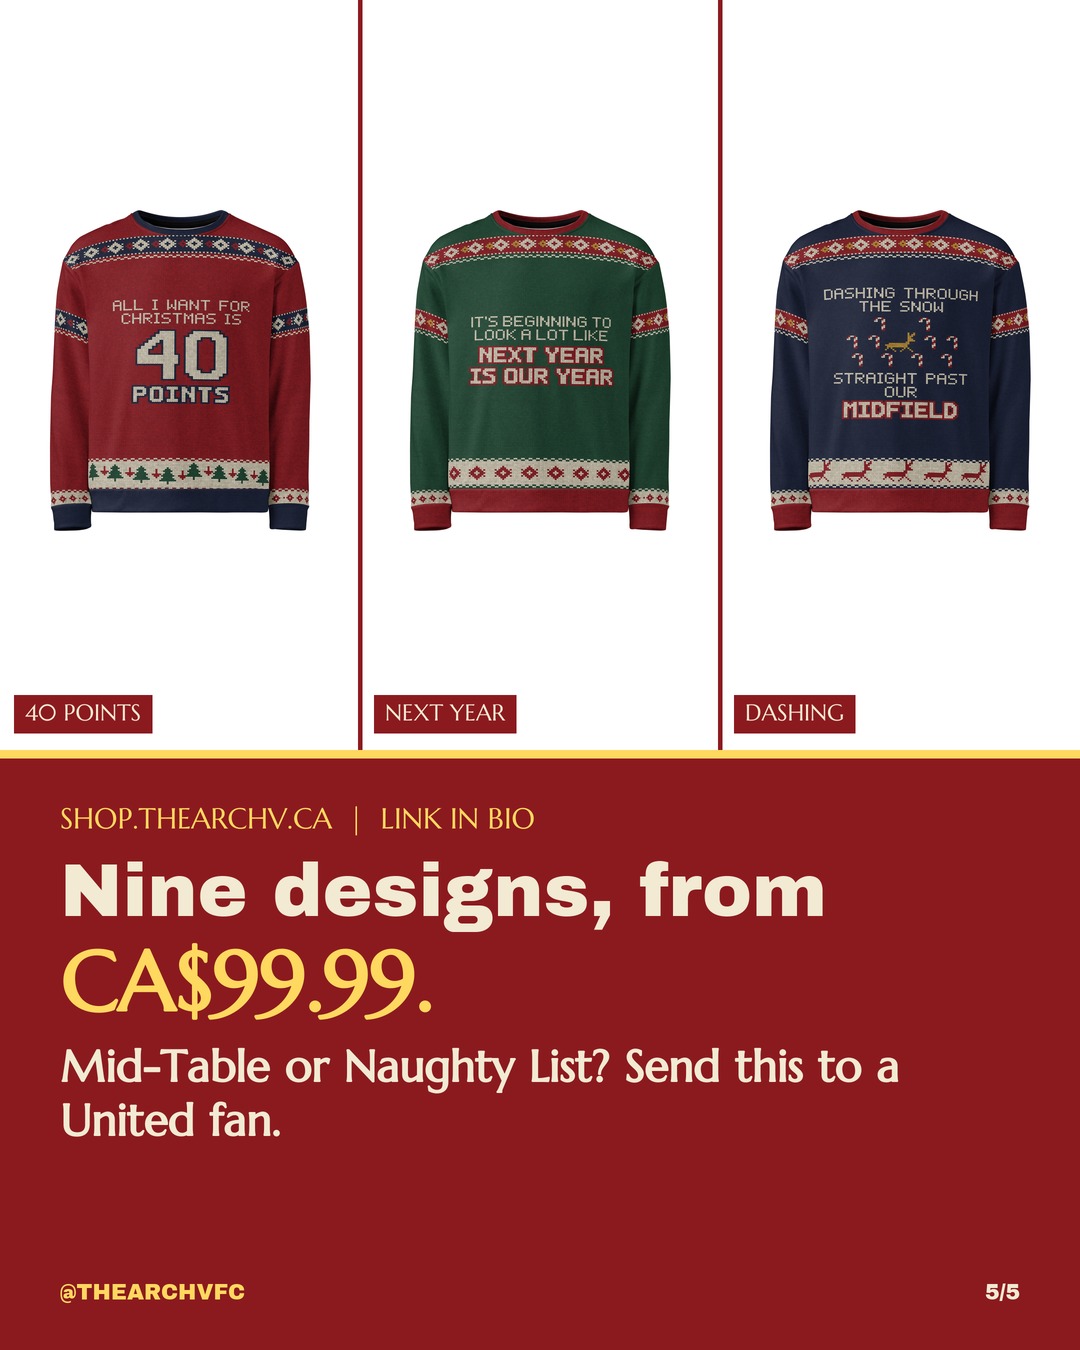 ALL I WANT FOR
CHRISTMAS IS
40
POINTS
IT'S BEGINNING TO
LOOK A LOT LIKE
NEXT YEAR
IS OUR YEAR
DASHING THROUGH
THE SNOW
STRAIGHT PAST
OUR
MIDFIELD
40 POINTS
NEXT YEAR
DASHING
SHOP.THEARCHV.CA | LINK IN BIO
Nine designs, from
CA$99.99.
Mid-Table or Naughty List? Send this to a
United fan.
@THEARCHVFC
5/5